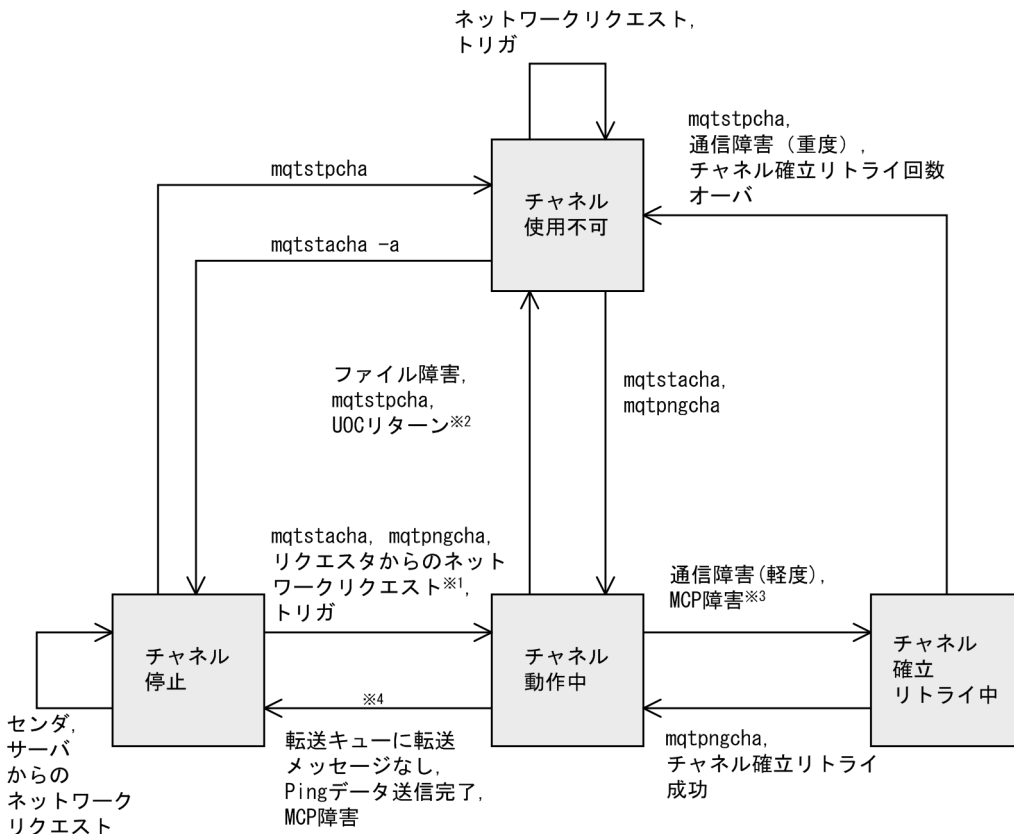 ネットワークリクエスト,
トリガ
mqtstpcha,
通信障害（重度）,
チャネル確立リトライ回数
オーバ
mqtstpcha
チャネル
使用不可
mqtstacha -a
ファイル障害,
mqtstpcha,
UOCリターン※2
mqtstacha,
mqtpngcha
mqtstacha, mqtpngcha,
リクエスタからのネット
ワークリクエスト※1,
トリガ
通信障害(軽度),
MCP障害※3
チャネル
停止
チャネル
動作中
チャネル
確立
リトライ中
※4
センダ,
サーバ
からの
ネットワーク
リクエスト
転送キューに転送
メッセージなし,
Pingデータ送信完了,
MCP障害
mqtpngcha,
チャネル確立リトライ
成功